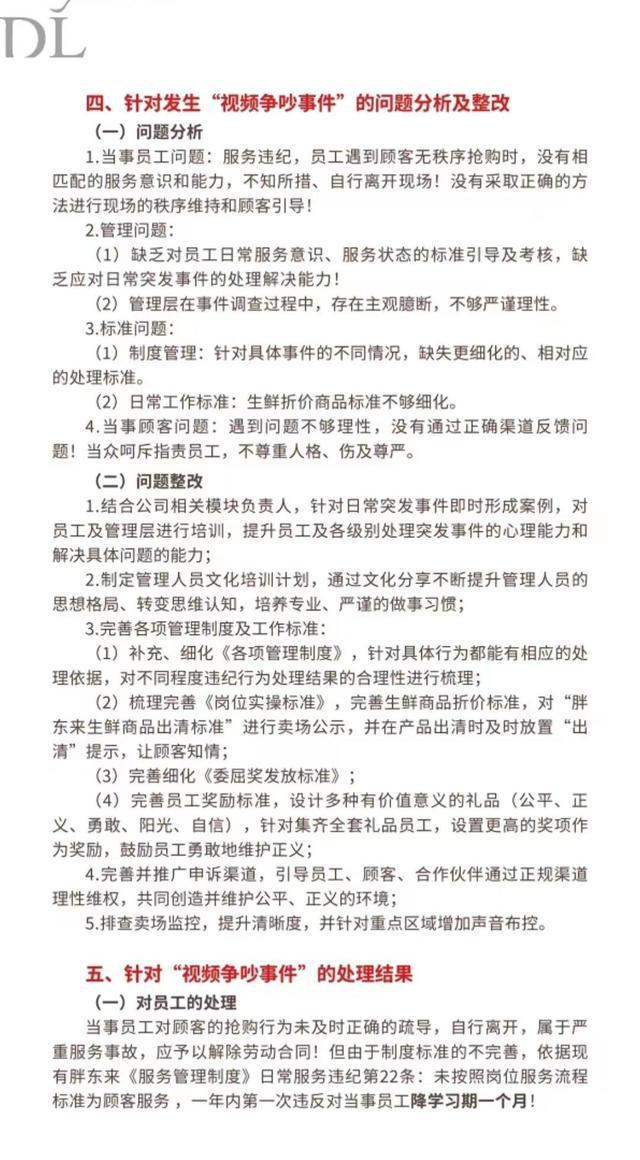 DL
四、针对发生“视频争吵事件”的问题分析及整改
（一）问题分析
1.当事员工问题：服务违纪，员工遇到顾客无秩序抢购时，没有相
匹配的服务意识和能力，不知所措、自行离开现场！没有采取正确的方
法进行现场的秩序维持和顾客引导！
2.管理问题：
（1）缺乏对员工日常服务意识、服务状态的标准引导及考核，缺
乏应对日常突发事件的处理解决能力！
（2）管理层在事件调查过程中，存在主观臆断，不够严谨理性。
3.标准问题：
（1）制度管理：针对具体事件的不同情况，缺失更细化的、相对应
的处理标准。
（2）日常工作标准：生鲜折价商品标准不够细化。
4.当事顾客问题：遇到问题不够理性，没有通过正确渠道反馈问
题！当众呵斥指责员工，不尊重人格、伤及尊严。
（二）问题整改
1.结合公司相关模块负责人，针对日常突发事件即时形成案例，对
员工及管理层进行培训，提升员工及各级别处理突发事件的心理能力和
解决具体问题的能力；
2.制定管理人员文化培训计划，通过文化分享不断提升管理人员的
思想格局、转变思维认知，培养专业、严谨的做事习惯；
3.完善各项管理制度及工作标准：
（1）补充、细化《各项管理制度》，针对具体行为都能有相应的处
理依据，对不同程度违纪行为处理结果的合理性进行梳理；
（2）梳理完善《岗位实操标准》，完善生鲜商品折价标准，对“胖
东来生鲜商品出清标准”进行卖场公示，并在产品出清时及时放置“出
清”提示，让顾客知情；
（3）完善细化《委屈奖发放标准》；
（4）完善员工奖励标准，设计多种有价值意义的礼品（公平、正
义、勇敢、阳光、自信），针对集齐全套礼品员工，设置更高的奖项作
为奖励，鼓励员工勇敢地维护正义；
4.完善并推广申诉渠道，引导员工、顾客、合作伙伴通过正规渠道
理性维权，共同创造并维护公平、正义的环境；
5.排查卖场监控，提升清晰度，并针对重点区域增加声音布控。
五、针对“视频争吵事件”的处理结果
（一）对员工的处理
当事员工对顾客的抢购行为未及时正确的疏导，自行离开，属于严
重服务事故，应予以解除劳动合同！但由于制度标准的不完善，依据现
有胖东来《服务管理制度》日常服务违纪第22条：未按照岗位服务流程
标准为顾客服务 ，一年内第一次违反对当事员工降学习期一个月！